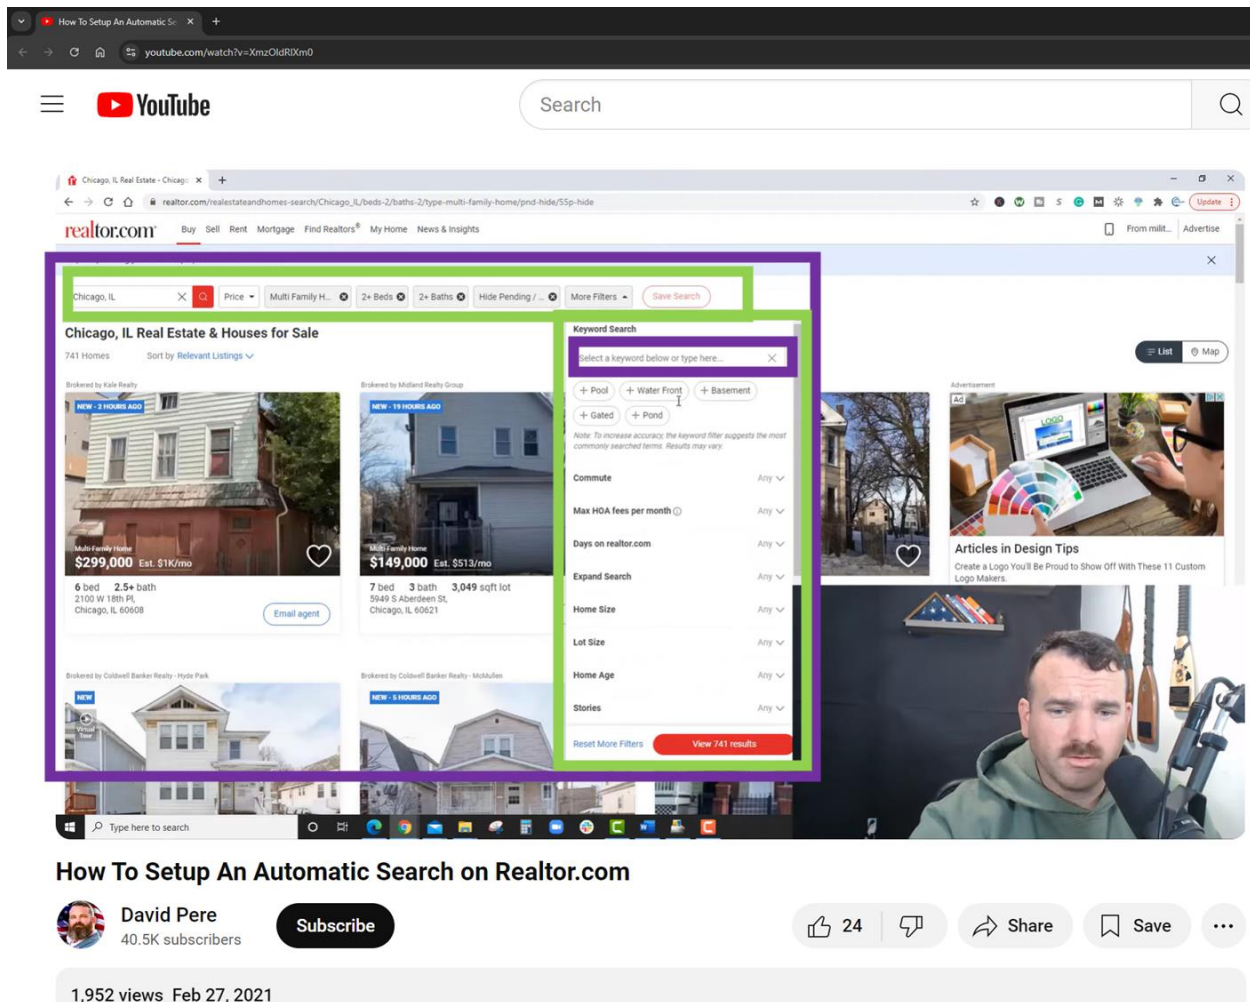 How To Setup An Automatic Se
youtube.com/watch?v=XmzOldRlXm0
YouTube
Search
Chicago, IL Real Estate - Chicag
realtor.com/realestateandhomes-search/Chicago_IL/beds-2/baths-2/type-multi-family-home/pnd-hide/55p-hide
Update
realtor.com® Buy Sell Rent Mortgage Find Realtors® My Home News & Insights
From milit... Advertise
Chicago, IL Price Multi Family H... 2+ Beds 2+ Baths Hide Pending / ... More Filters Save Search
Chicago, IL Real Estate & Houses for Sale
741 Homes Sort by Relevant Listings
List Map
Brokered by Kale Realty
NEW - 2 HOURS AGO
Multi-Family Home
$299,000 Est. $1K/mo
6 bed 2.5+ bath
2100 W 18th Pl,
Chicago, IL 60608
Email agent
Brokered by Midland Realty Group
NEW - 19 HOURS AGO
Multi-Family Home
$149,000 Est. $513/mo
7 bed 3 bath 3,049 sqft lot
5949 S Aberdeen St,
Chicago, IL 60621
Brokered by Coldwell Banker Realty - Hyde Park
NEW
Virtual
Tour
Brokered by Coldwell Banker Realty - McMullen
NEW - 5 HOURS AGO
Keyword Search
Select a keyword below or type here...
+ Pool + Water Front + Basement
+ Gated + Pond
Note: To increase accuracy, the keyword filter suggests the most
commonly searched terms. Results may vary.
Commute Any
Max HOA fees per month Any
Days on realtor.com Any
Expand Search Any
Home Size Any
Lot Size Any
Home Age Any
Stories Any
Reset More Filters View 741 results
Advertisement
Ad
LOGO
Articles in Design Tips
Create a Logo You'll Be Proud to Show Off With These 11 Custom
Logo Makers.
Type here to search
How To Setup An Automatic Search on Realtor.com
David Pere
40.5K subscribers
Subscribe
24
Share
Save
1,952 views Feb 27, 2021